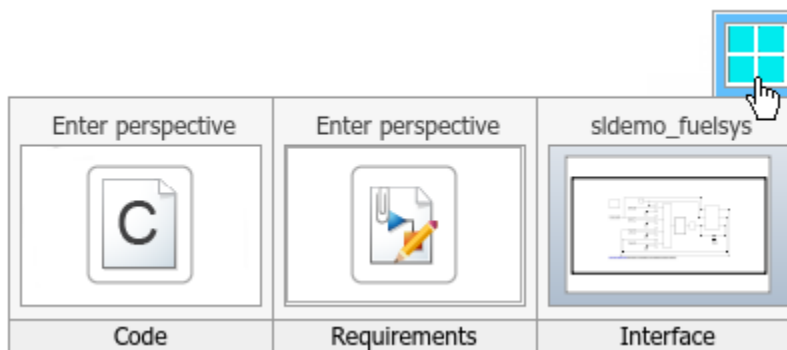 Enter perspective Enter perspective sldemo_fuelsys
C
Code Requirements Interface